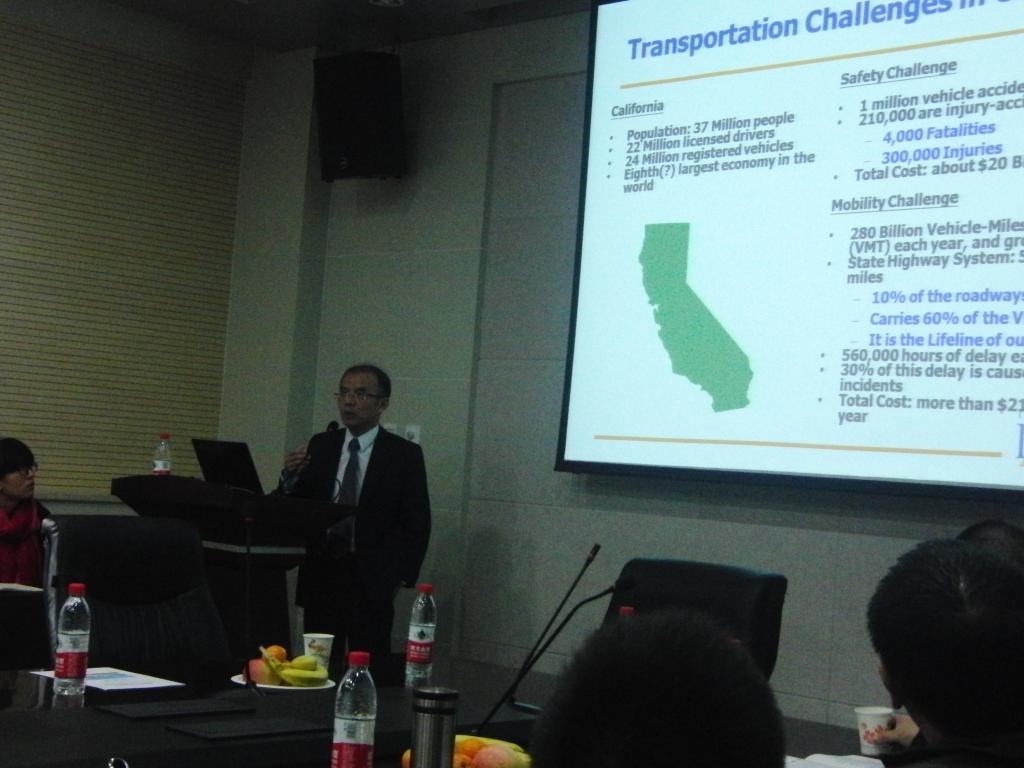 Transportation Challenges in
California
Population: 37 Million people
22 Million licensed drivers
24 Million registered vehicles
Eighth(?) largest economy in the
world
Safety Challenge
1 million vehicle
210,000 are
4,000 Fatalities
300,000 Injuries
Total Cost: about $20
Mobility Challenge
280 Billion Vehicle-Miles
(VMT) each year, and
State Highway System:
miles
10% of the roadways
Carries 60% of the
It is the Lifeline of
560,000 hours of delay
30% of this delay is
incidents
Total Cost: more than
year